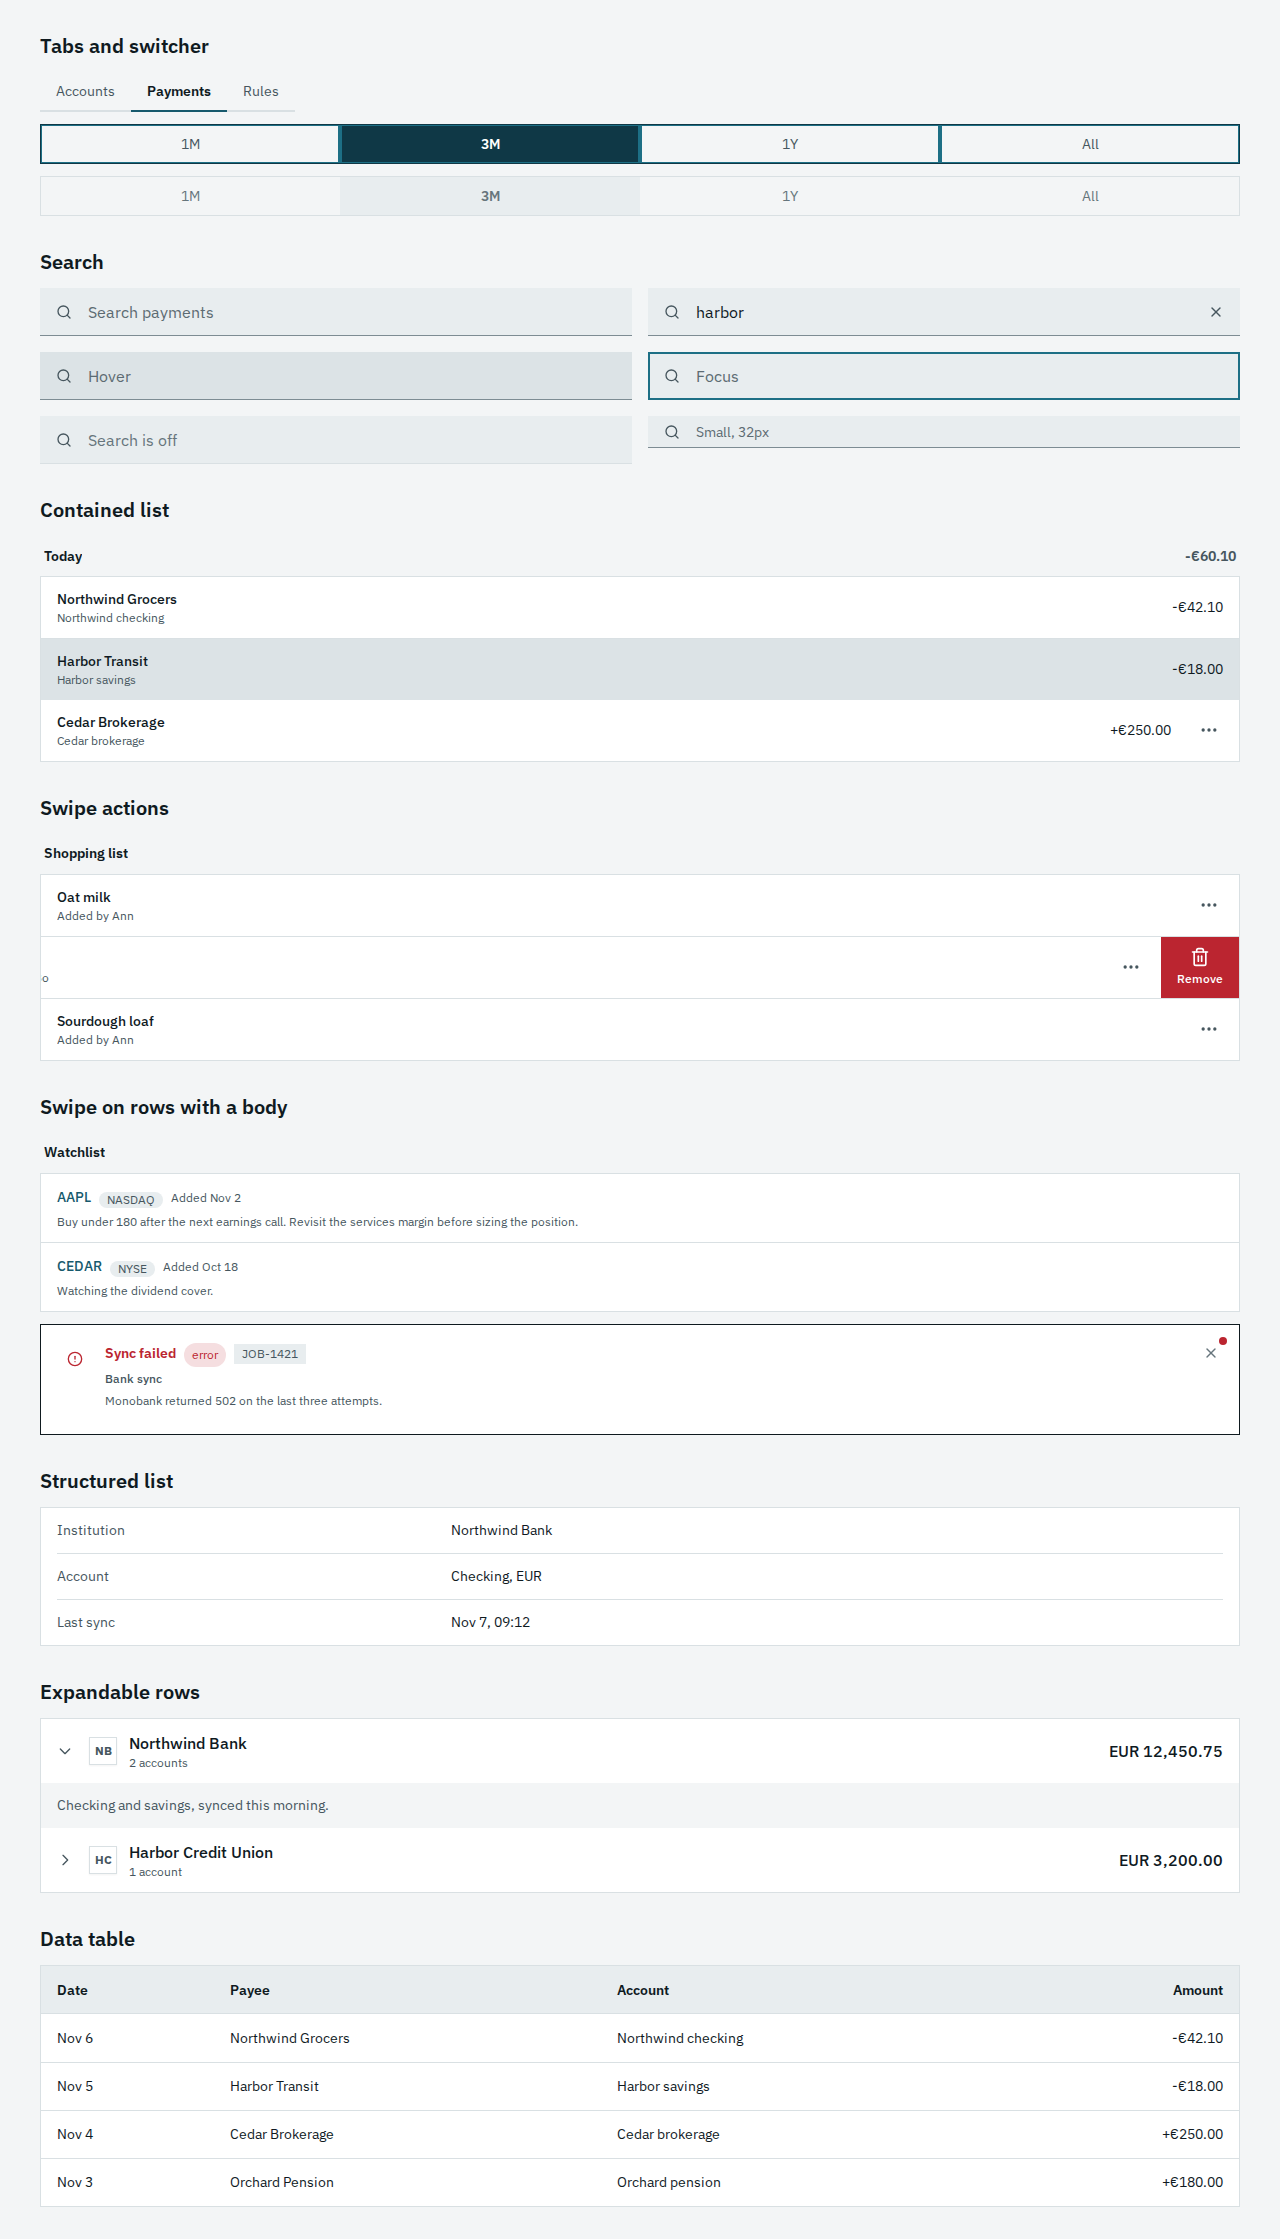 Tabs and switcher
Accounts Payments Rules
1M 3M 1Y All
1M 3M 1Y All
Search
Search payments harbor
Hover Focus
Search is off Small, 32px
Contained list
Today -€60.10
Northwind Grocers
Northwind checking
-€42.10
Harbor Transit
Harbor savings
-€18.00
Cedar Brokerage
Cedar brokerage
+€250.00
Swipe actions
Shopping list
Oat milk
Added by Ann
o
Remove
Sourdough loaf
Added by Ann
Swipe on rows with a body
Watchlist
AAPL NASDAQ Added Nov 2
Buy under 180 after the next earnings call. Revisit the services margin before sizing the position.
CEDAR NYSE Added Oct 18
Watching the dividend cover.
Sync failed error JOB-1421
Bank sync
Monobank returned 502 on the last three attempts.
Structured list
Institution Northwind Bank
Account Checking, EUR
Last sync Nov 7, 09:12
Expandable rows
NB Northwind Bank
2 accounts
EUR 12,450.75
Checking and savings, synced this morning.
HC Harbor Credit Union
1 account
EUR 3,200.00
Data table
Date Payee Account Amount
Nov 6 Northwind Grocers Northwind checking -€42.10
Nov 5 Harbor Transit Harbor savings -€18.00
Nov 4 Cedar Brokerage Cedar brokerage +€250.00
Nov 3 Orchard Pension Orchard pension +€180.00